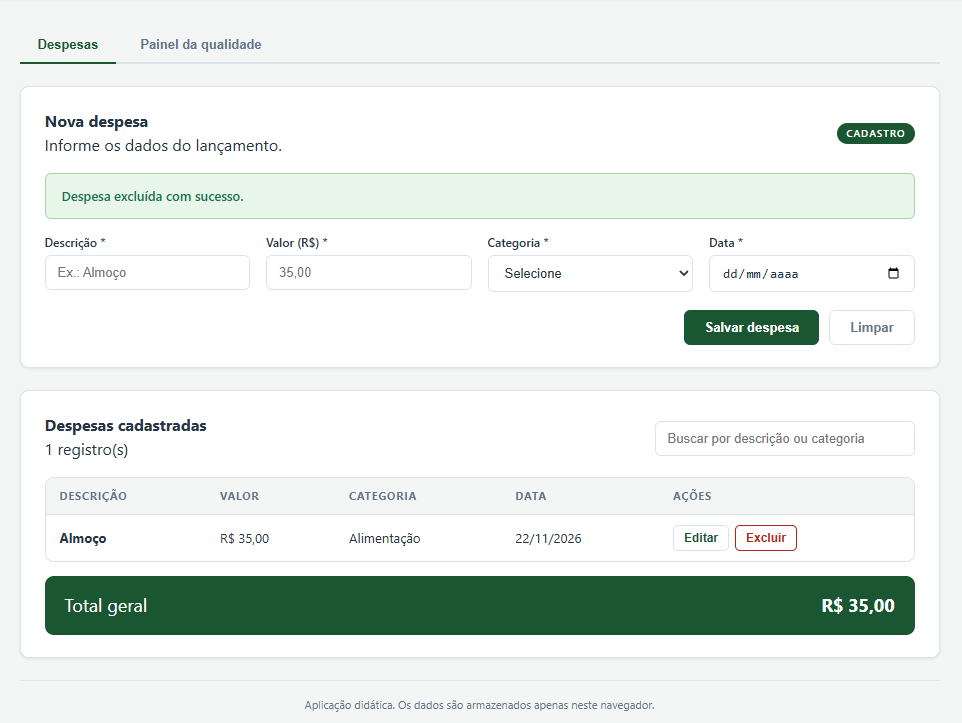 Despesas Painel da qualidade
Nova despesa
Informe os dados do lançamento.
CADASTRO
Despesa excluída com sucesso.
Descrição * Valor (R$) * Categoria * Data *
Ex.: Almoço 35,00 Selecione dd/mm/aaaa
Salvar despesa Limpar
Despesas cadastradas
1 registro(s)
Buscar por descrição ou categoria
DESCRIÇÃO VALOR CATEGORIA DATA AÇÕES
Almoço R$ 35,00 Alimentação 22/11/2026 Editar Excluir
Total geral R$ 35,00
Aplicação didática. Os dados são armazenados apenas neste navegador.